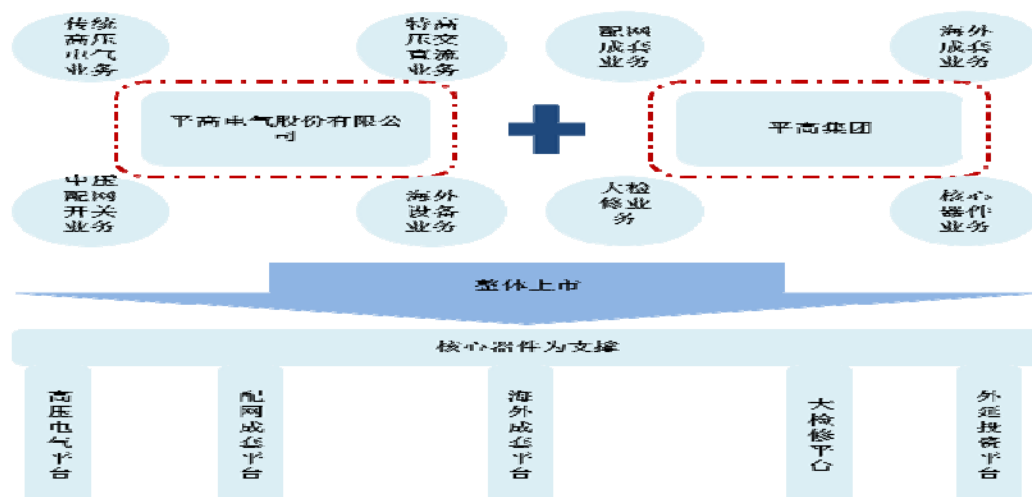 传统
高压
电气
业务
特高
压交
直流
业务
配网
成套
业务
海外
成套
业务
平高电气股份有限公
司
平高集团
中压
配网
开关
业务
海外
设备
业务
大检
修业
务
核心
器件
业务
整体上市
核心器件为支撑
高压电气平台
配网成套平台
海外成套平台
大检修平台
外延投资平台